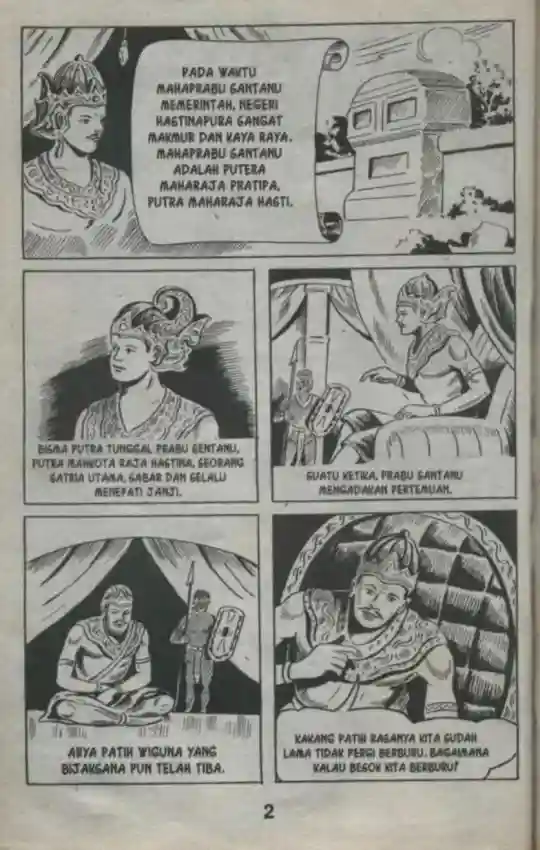 PADA WAKTU
MAHAPRABU SANTANU
MEMERINTAH, NEGERI
HASTINAPURA SANGAT
MAKMUR DAN KAYA RAYA.
MAHAPRABU SANTANU
ADALAH PUTERA
MAHARAJA PRATIPA,
PUTRA MAHARAJA HASTI.
BISMA PUTRA TUNGGAL PRABU SENTANU,
PUTRA MAHKOTA RAJA HASTINA, SEORANG
SATRIA UTAMA, SABAR DAN SELALU
MENEPATI JANJI.
SUATU KETIKA, PRABU SANTANU
MENGADAKAN PERTEMUAN.
ARYA PATIH WIGUNA YANG
BIJAKSANA PUN TELAH TIBA.
KAKANG PATIH RASANYA KITA SUDAH
LAMA TIDAK PERGI BERBURU. BAGAIMANA
KALAU BESOK KITA BERBURU?
2